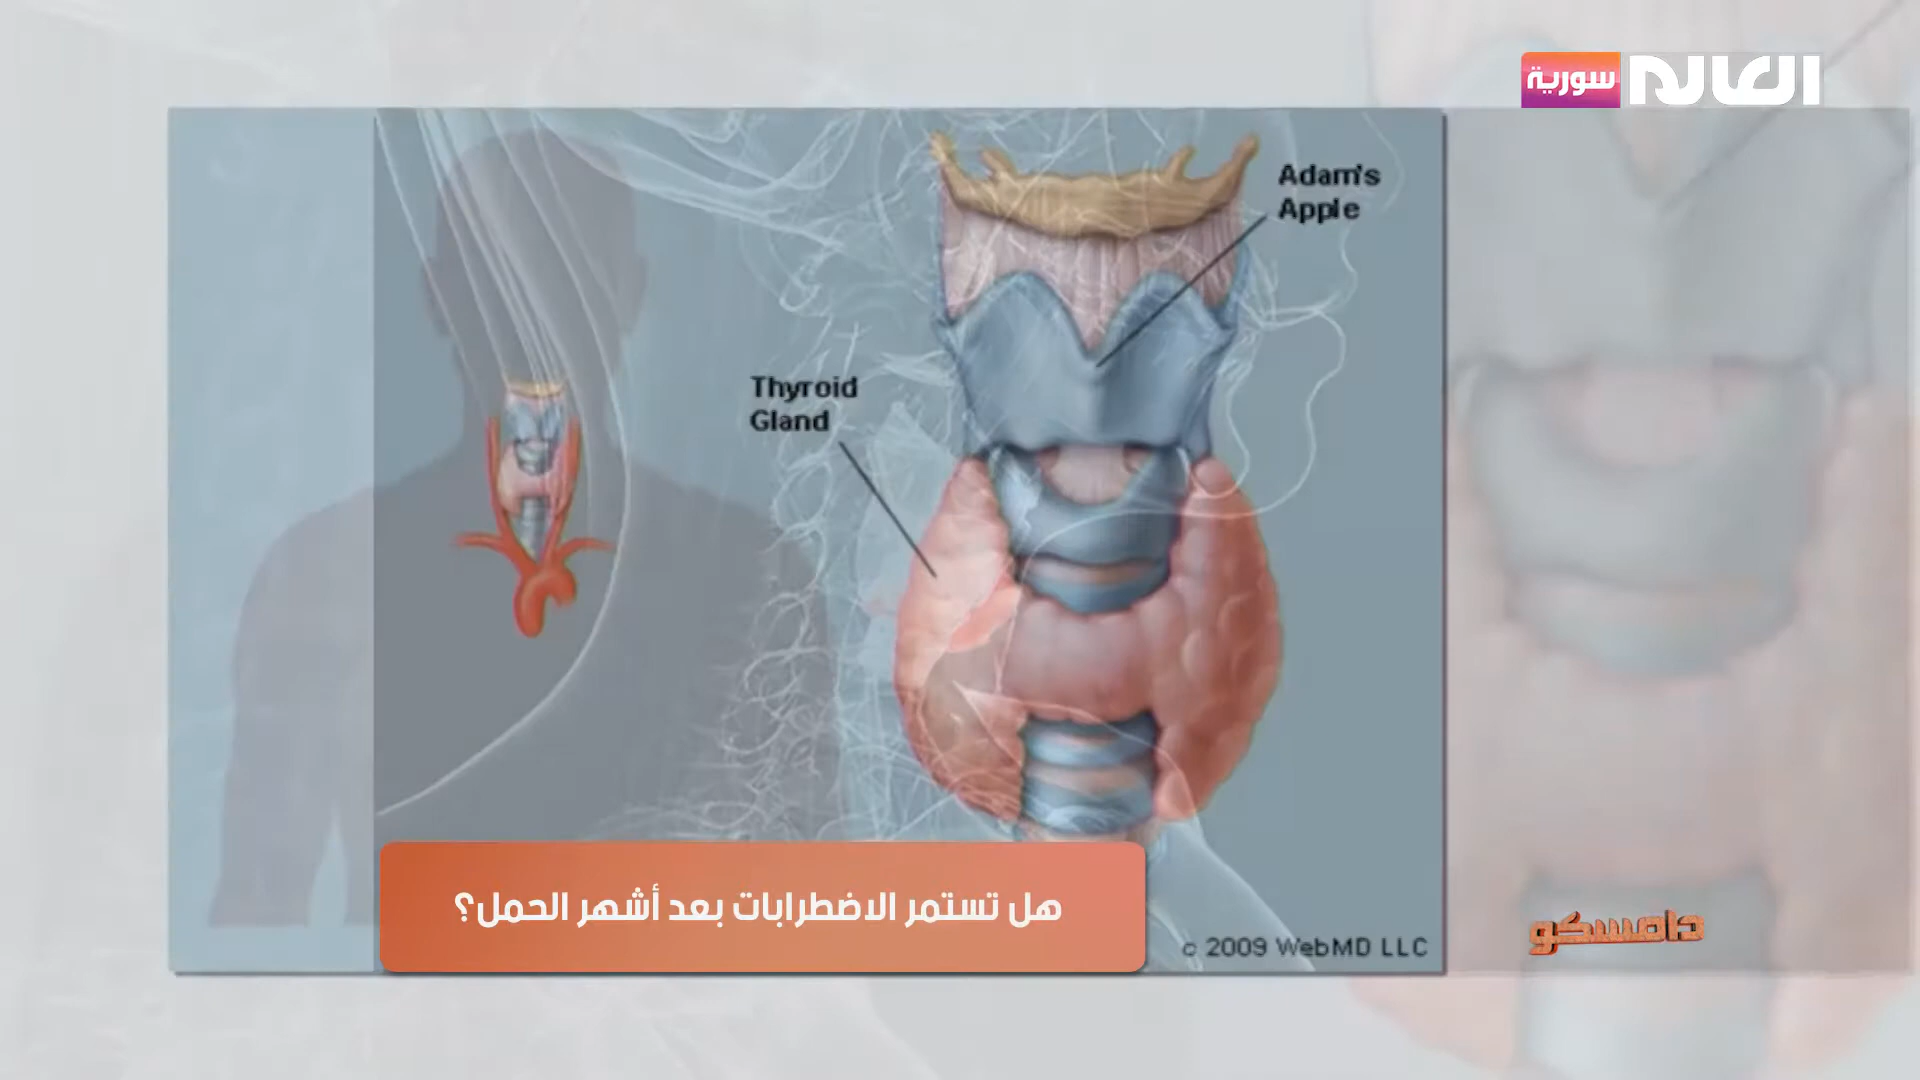 العالم
سورية
Adam's
Apple
Thyroid
Gland
هل تستمر الاضطرابات بعد أشهر الحمل؟
c 2009 WebMD LLC
دامسكو